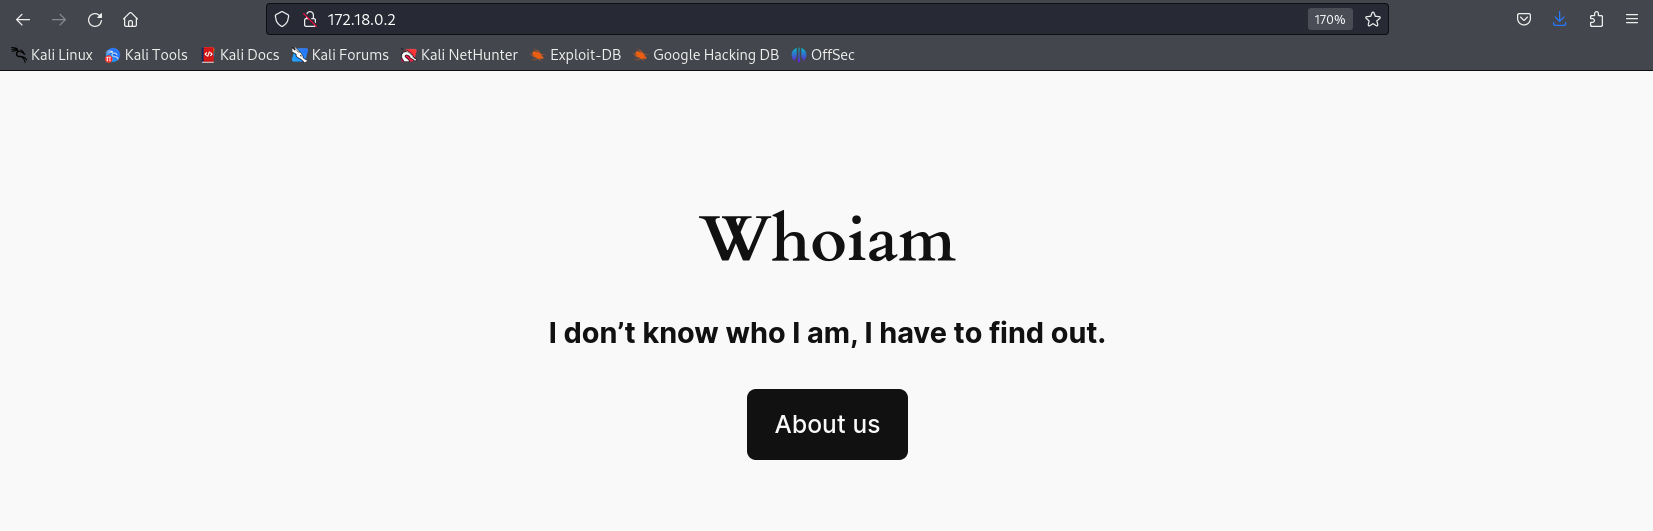 172.18.0.2
170%
Kali Linux
Kali Tools
Kali Docs
Kali Forums
Kali NetHunter
Exploit-DB
Google Hacking DB
OffSec
Whoiam
I don’t know who I am, I have to find out.
About us